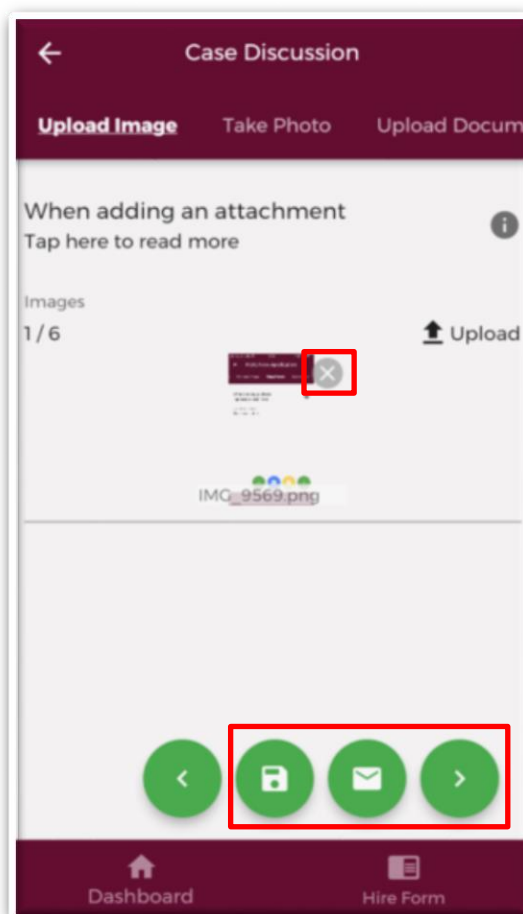 Case Discussion
Upload Image Take Photo Upload Docum
When adding an attachment
Tap here to read more
Images
1 / 6
Upload
IMG_9569.png
Dashboard Hire Form